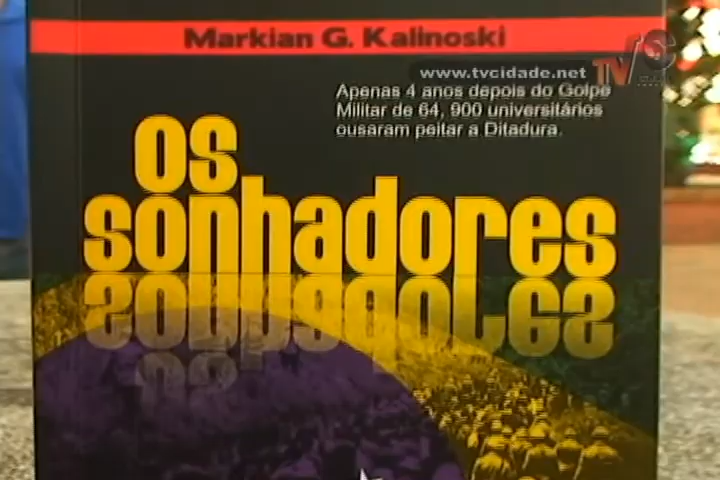 Markian G. Kalinoski
www.tvcidade.net
TV
Apenas 4 anos depois do Golpe
Militar de 64, 900 universitários
ousaram peitar a Ditadura.
os
sonhadores